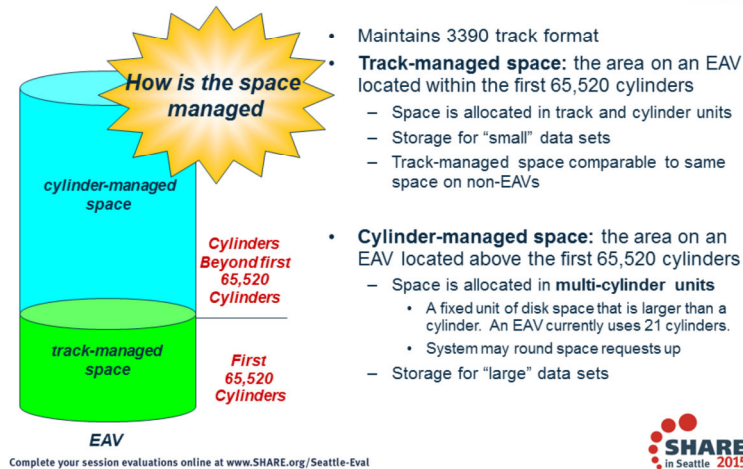 How is the space
managed
cylinder-managed
space
Cylinders
Beyond first
65,520
Cylinders
track-managed
space
First
65,520
Cylinders
EAV
• Maintains 3390 track format
• Track-managed space: the area on an EAV
located within the first 65,520 cylinders
– Space is allocated in track and cylinder units
– Storage for “small” data sets
– Track-managed space comparable to same
space on non-EAVs
• Cylinder-managed space: the area on an
EAV located above the first 65,520 cylinders
– Space is allocated in multi-cylinder units
• A fixed unit of disk space that is larger than a
cylinder. An EAV currently uses 21 cylinders.
• System may round space requests up
– Storage for “large” data sets
Complete your session evaluations online at www.SHARE.org/Seattle-Eval
SHARE
in Seattle 2015